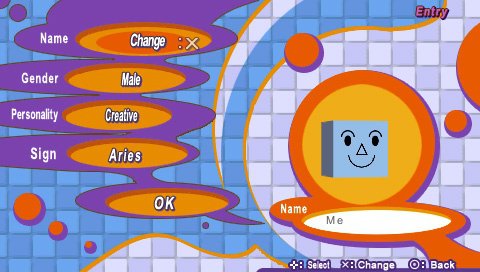 Entry
Name Change :×
Gender Male
Personality Creative
Sign Aries
OK
Name
Me
:Select ×:Change ○:Back